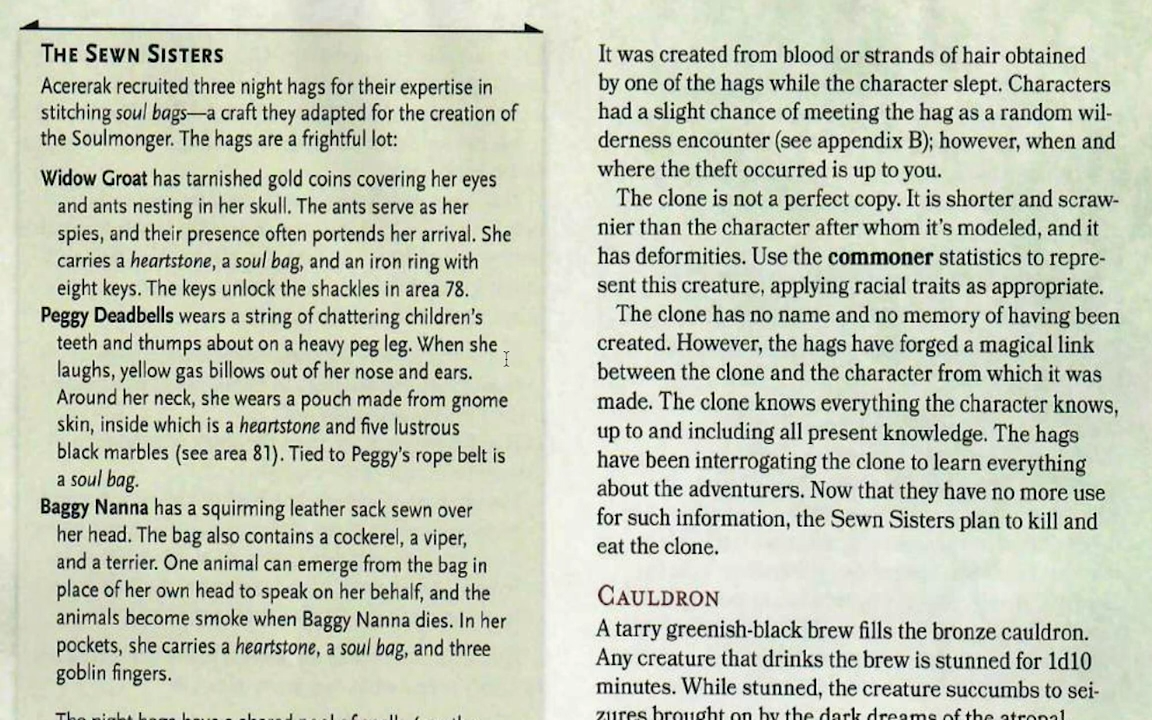 THE SEWN SISTERS
Acererak recruited three night hags for their expertise in
stitching soul bags—a craft they adapted for the creation of
the Soulmonger. The hags are a frightful lot:
Widow Groat has tarnished gold coins covering her eyes
and ants nesting in her skull. The ants serve as her
spies, and their presence often portends her arrival. She
carries a heartstone, a soul bag, and an iron ring with
eight keys. The keys unlock the shackles in area 78.
Peggy Deadbells wears a string of chattering children's
teeth and thumps about on a heavy peg leg. When she
laughs, yellow gas billows out of her nose and ears.
Around her neck, she wears a pouch made from gnome
skin, inside which is a heartstone and five lustrous
black marbles (see area 81). Tied to Peggy's rope belt is
a soul bag.
Baggy Nanna has a squirming leather sack sewn over
her head. The bag also contains a cockerel, a viper,
and a terrier. One animal can emerge from the bag in
place of her own head to speak on her behalf, and the
animals become smoke when Baggy Nanna dies. In her
pockets, she carries a heartstone, a soul bag, and three
goblin fingers.
It was created from blood or strands of hair obtained
by one of the hags while the character slept. Characters
had a slight chance of meeting the hag as a random wil-
derness encounter (see appendix B); however, when and
where the theft occurred is up to you.
The clone is not a perfect copy. It is shorter and scraw-
nier than the character after whom it's modeled, and it
has deformities. Use the commoner statistics to repre-
sent this creature, applying racial traits as appropriate.
The clone has no name and no memory of having been
created. However, the hags have forged a magical link
between the clone and the character from which it was
made. The clone knows everything the character knows,
up to and including all present knowledge. The hags
have been interrogating the clone to learn everything
about the adventurers. Now that they have no more use
for such information, the Sewn Sisters plan to kill and
eat the clone.
CAULDRON
A tarry greenish-black brew fills the bronze cauldron.
Any creature that drinks the brew is stunned for 1d10
minutes. While stunned, the creature succumbs to sei-
zures brought on by the dark dreams of the atropal